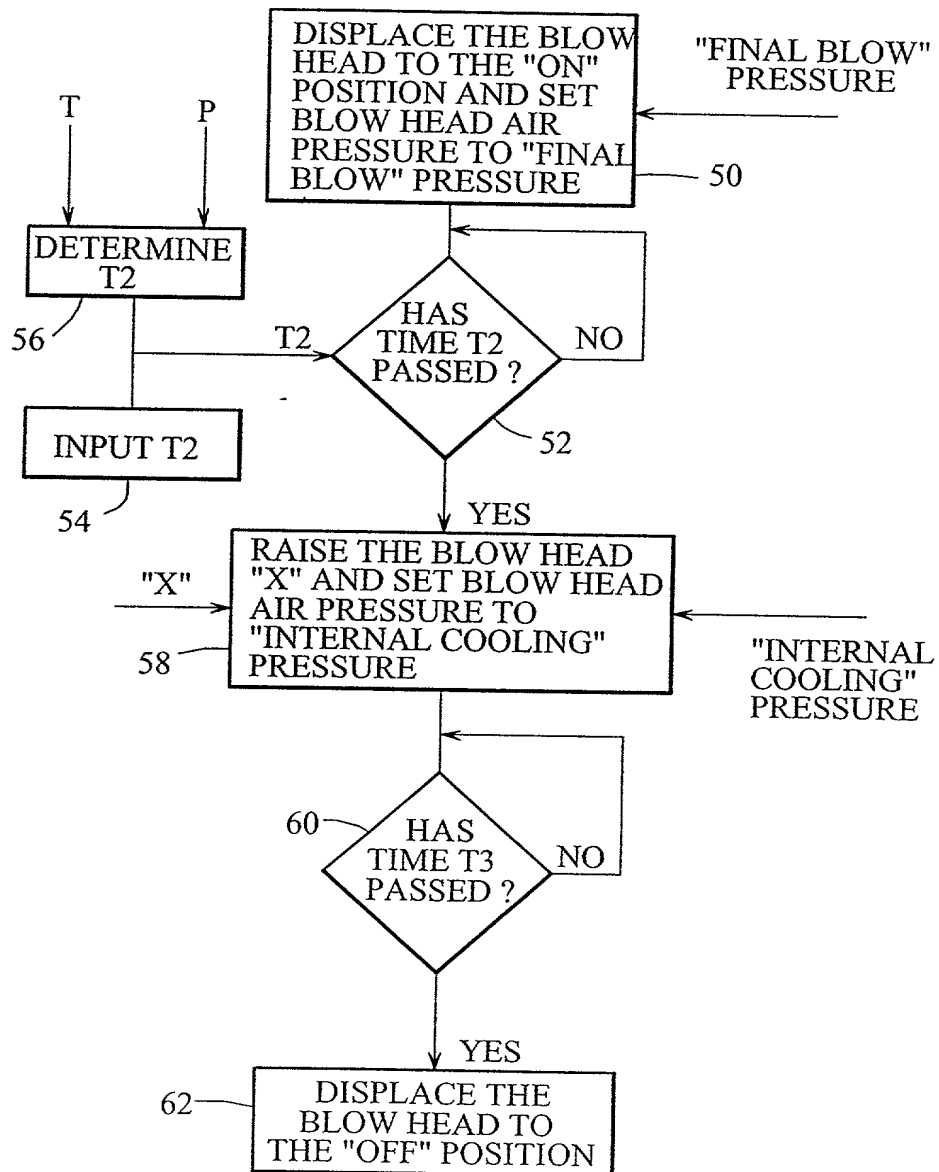 DISPLACE THE BLOW
HEAD TO THE "ON"
POSITION AND SET
BLOW HEAD AIR
PRESSURE TO "FINAL
BLOW" PRESSURE
"FINAL BLOW"
PRESSURE
50
T
P
DETERMINE
T2
56
HAS
TIME T2
PASSED ?
NO
T2
52
INPUT T2
54
YES
RAISE THE BLOW HEAD
"X" AND SET BLOW HEAD
AIR PRESSURE TO
"INTERNAL COOLING"
PRESSURE
"X"
58
"INTERNAL
COOLING"
PRESSURE
60
HAS
TIME T3
PASSED ?
NO
YES
62
DISPLACE THE
BLOW HEAD TO
THE "OFF" POSITION